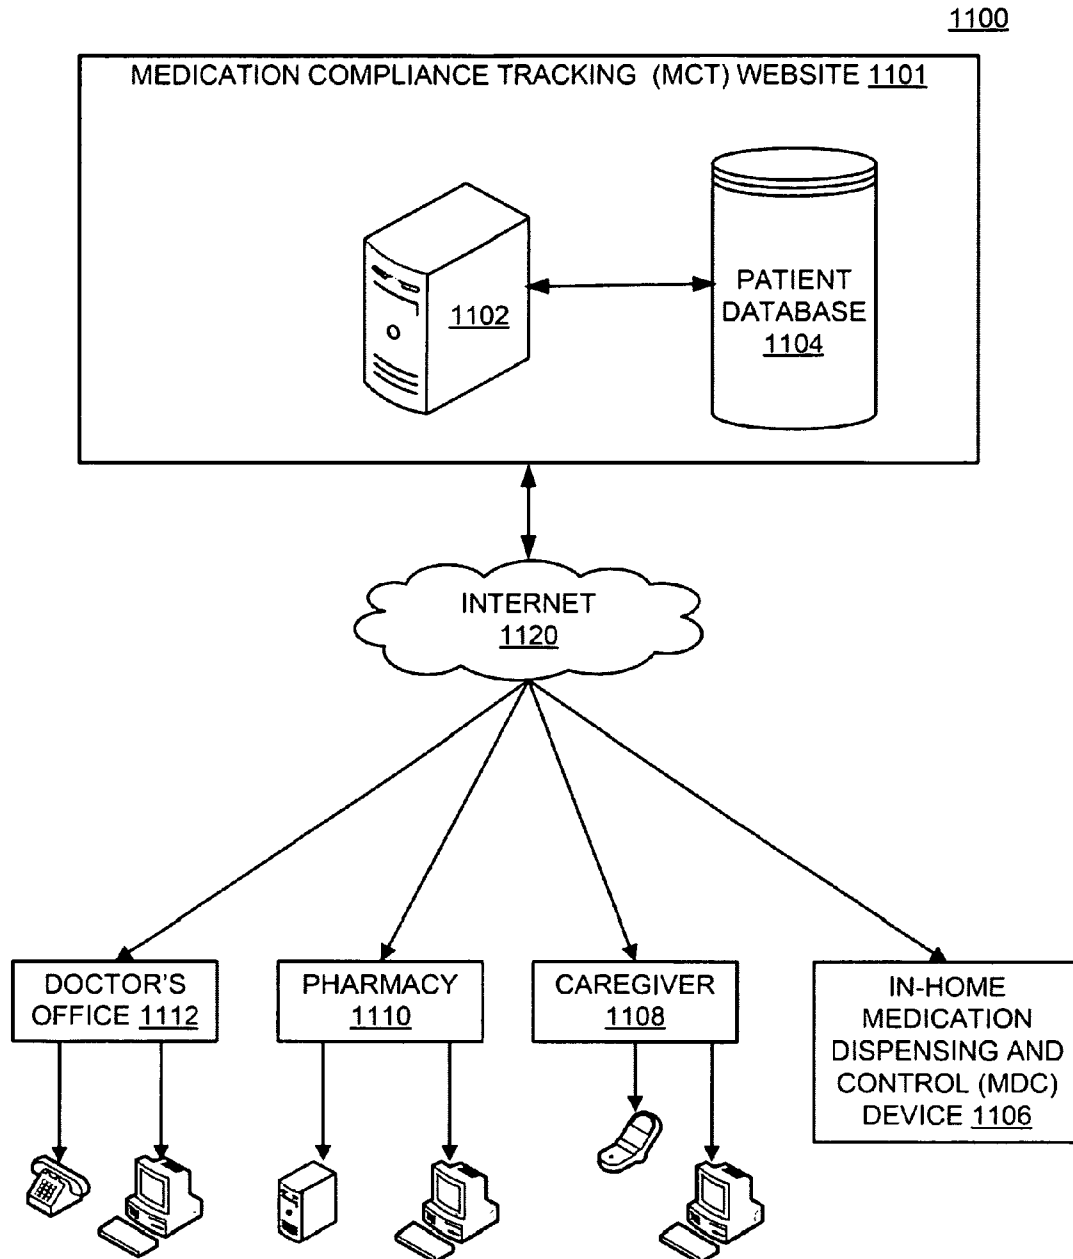 1100
MEDICATION COMPLIANCE TRACKING (MCT) WEBSITE 1101
1102
PATIENT
DATABASE
1104
INTERNET
1120
DOCTOR'S
OFFICE 1112
PHARMACY
1110
CAREGIVER
1108
IN-HOME
MEDICATION
DISPENSING AND
CONTROL (MDC)
DEVICE 1106